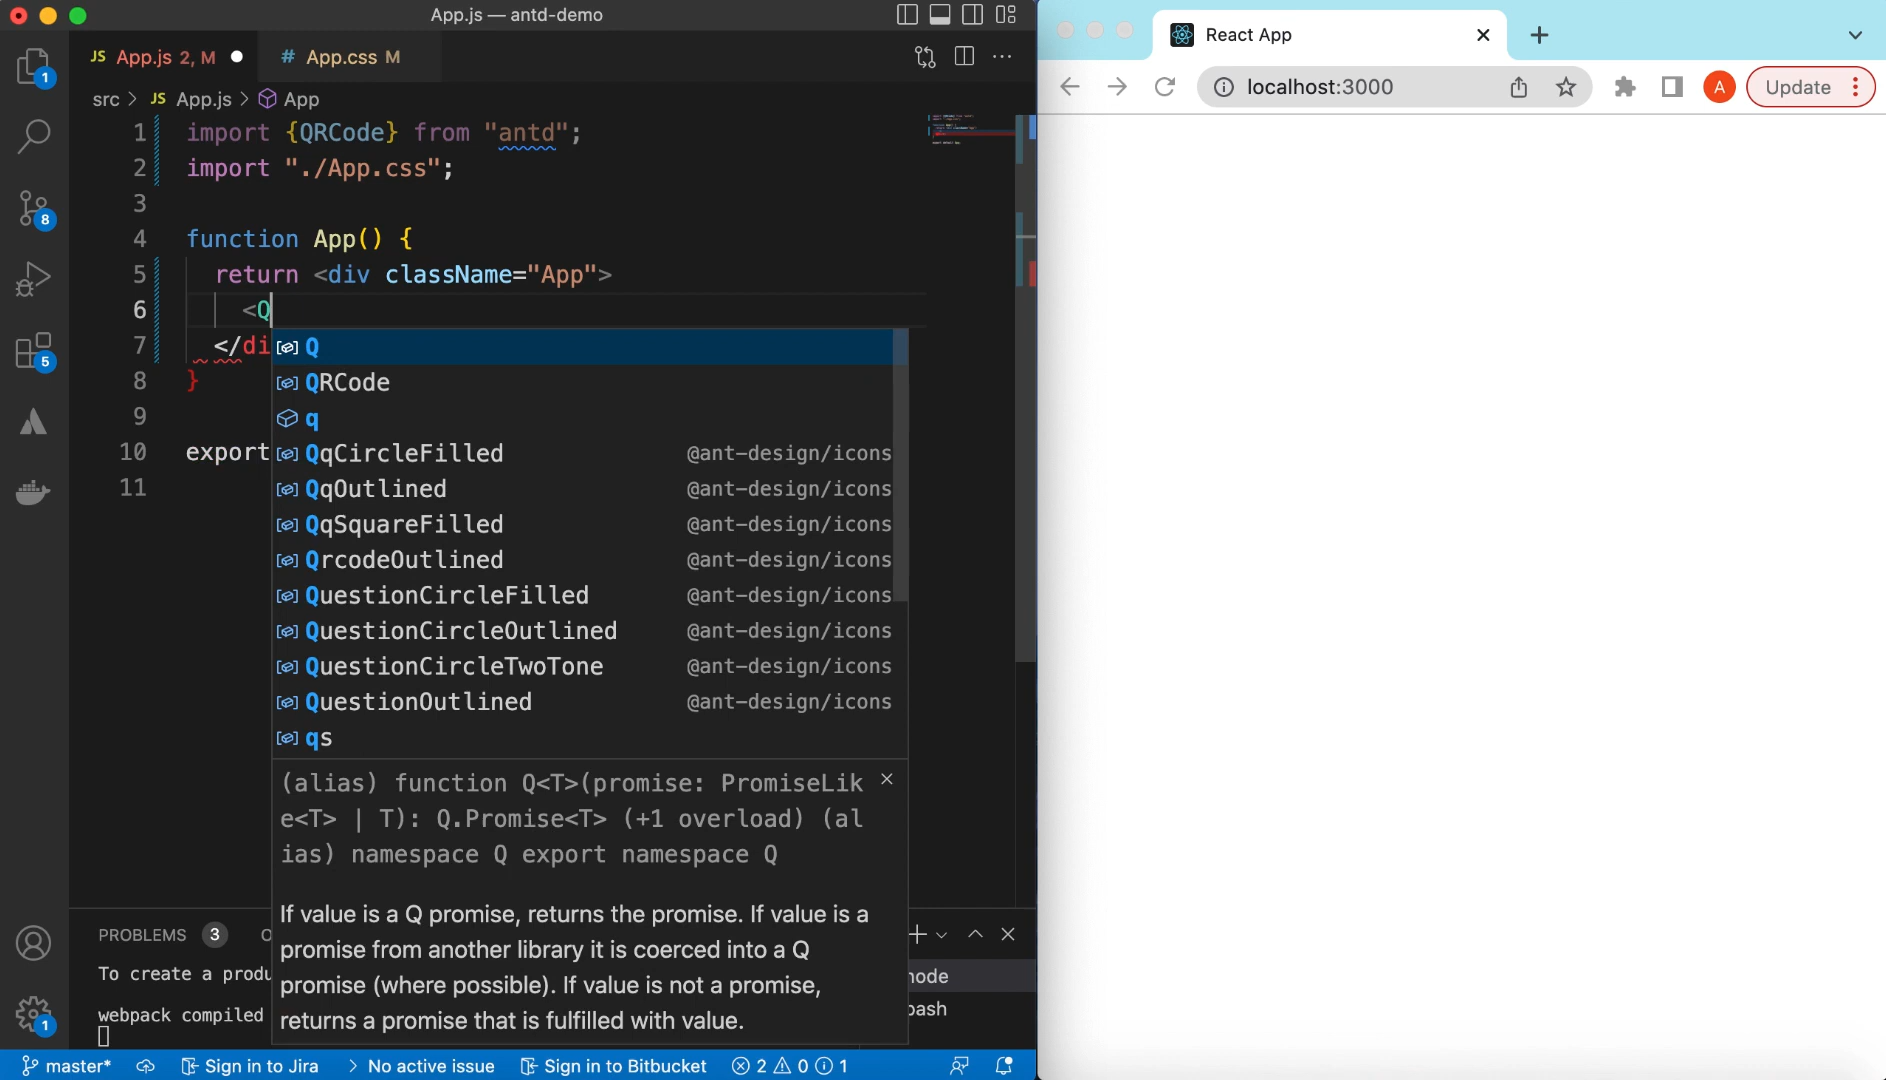 App.js — antd-demo
JS App.js 2, M
# App.css M
src > JS App.js > App
1 import {QRCode} from "antd";
2 import "./App.css";
3
4 function App() {
5 return <div className="App">
6 <Q
7 </di
8 }
9
10 export
11
Q
QRCode
q
QqCircleFilled @ant-design/icons
QqOutlined @ant-design/icons
QqSquareFilled @ant-design/icons
QrcodeOutlined @ant-design/icons
QuestionCircleFilled @ant-design/icons
QuestionCircleOutlined @ant-design/icons
QuestionCircleTwoTone @ant-design/icons
QuestionOutlined @ant-design/icons
qs
(alias) function Q<T>(promise: PromiseLik
e<T> | T): Q.Promise<T> (+1 overload) (al
ias) namespace Q export namespace Q
If value is a Q promise, returns the promise. If value is a
promise from another library it is coerced into a Q
promise (where possible). If value is not a promise,
returns a promise that is fulfilled with value.
1
8
5
1
PROBLEMS 3
To create a produ
webpack compiled
node
bash
master* Sign in to Jira > No active issue Sign in to Bitbucket 2 0 1
React App
localhost:3000
A
Update